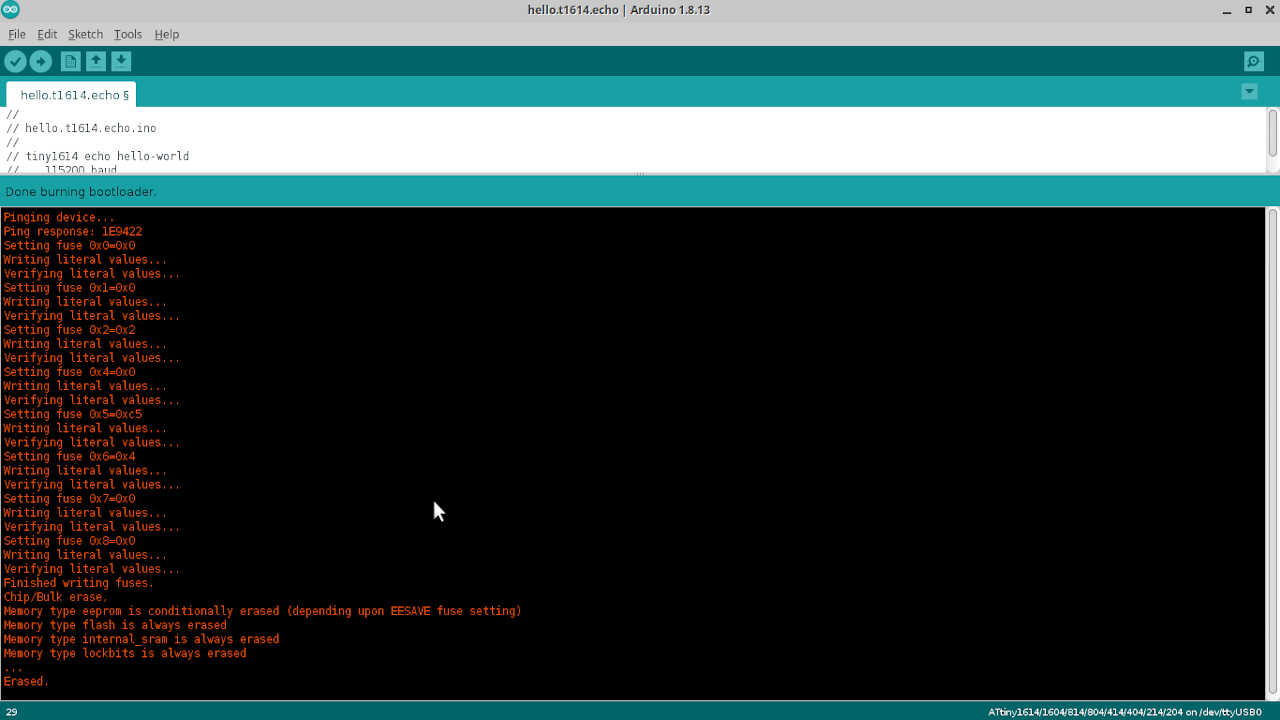 hello.t1614.echo | Arduino 1.8.13
File Edit Sketch Tools Help
hello.t1614.echo §
//
// hello.t1614.echo.ino
//
// tiny1614 echo hello-world
// 115200 baud
Done burning bootloader.
Pinging device...
Ping response: 1E9422
Setting fuse 0x0=0x0
Writing literal values...
Verifying literal values...
Setting fuse 0x1=0x0
Writing literal values...
Verifying literal values...
Setting fuse 0x2=0x2
Writing literal values...
Verifying literal values...
Setting fuse 0x4=0x0
Writing literal values...
Verifying literal values...
Setting fuse 0x5=0xc5
Writing literal values...
Verifying literal values...
Setting fuse 0x6=0x4
Writing literal values...
Verifying literal values...
Setting fuse 0x7=0x0
Writing literal values...
Verifying literal values...
Setting fuse 0x8=0x0
Writing literal values...
Verifying literal values...
Finished writing fuses.
Chip/Bulk erase,
Memory type eeprom is conditionally erased (depending upon EESAVE fuse setting)
Memory type flash is always erased
Memory type internal_sram is always erased
Memory type lockbits is always erased
...
Erased.
29
ATtiny1614/1604/814/804/414/404/214/204 on /dev/ttyUSB0